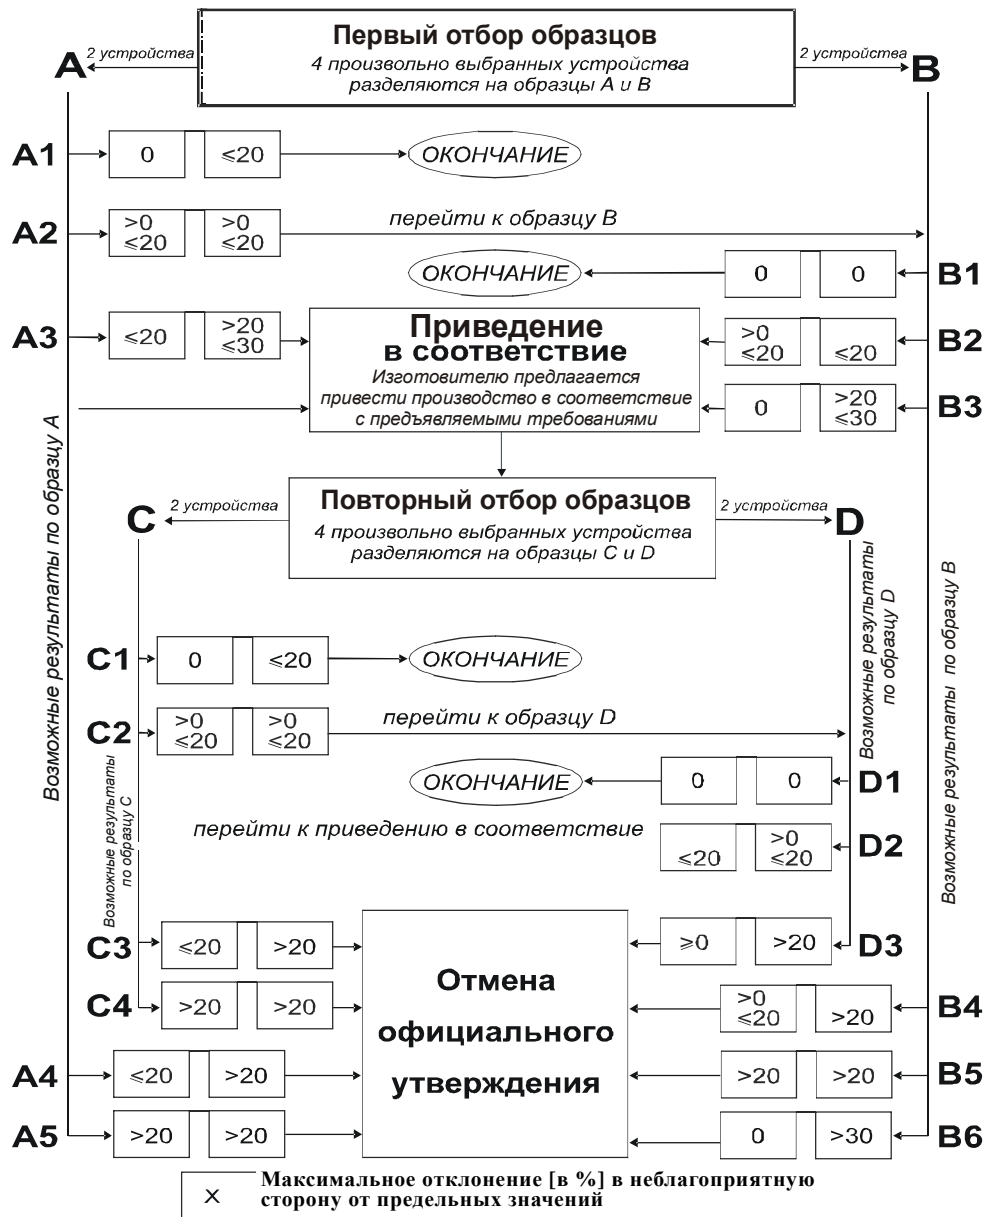 Первый отбор образцов
4 произвольно выбранных устройства
разделяются на образцы А и В
A
2 устройства
2 устройства
B
A1
0
≤20
ОКОНЧАНИЕ
A2
>0
≤20
>0
≤20
перейти к образцу В
ОКОНЧАНИЕ
0
0
B1
A3
≤20
>20
≤30
Приведение
в соответствие
Изготовителю предлагается
привести производство в соответствие
с предъявляемыми требованиями
>0
≤20
≤20
B2
0
>20
≤30
B3
Возможные результаты по образцу А
C
2 устройства
Повторный отбор образцов
4 произвольно выбранных устройства
разделяются на образцы С и D
2 устройства
D
Возможные результаты
по образцу D
Возможные результаты по образцу В
C1
0
≤20
ОКОНЧАНИЕ
C2
>0
≤20
>0
≤20
перейти к образцу D
ОКОНЧАНИЕ
0
0
D1
Возможные результаты
по образцу С
перейти к приведению в соответствие
≤20
>0
≤20
D2
C3
≤20
>20
Отмена
официального
утверждения
≥0
>20
D3
C4
>20
>20
>0
≤20
>20
B4
A4
≤20
>20
>20
>20
B5
A5
>20
>20
0
>30
B6
X
Максимальное отклонение [в %] в неблагоприятную
сторону от предельных значений